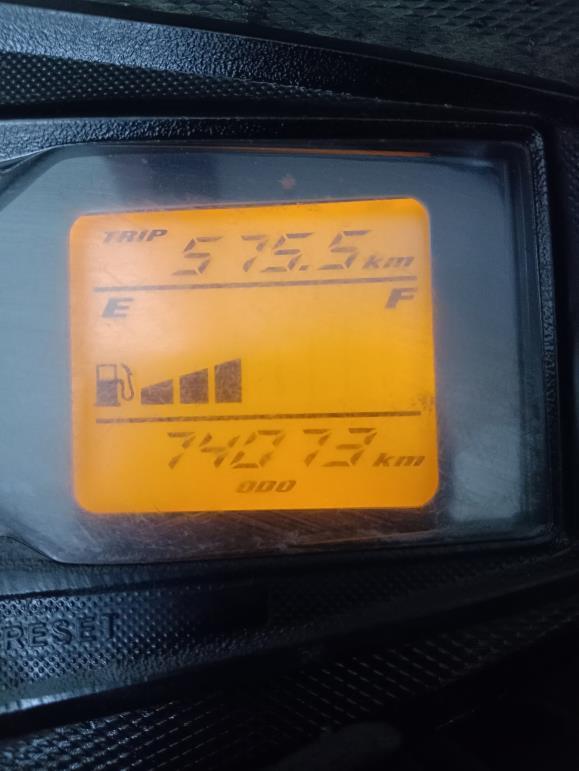 TRIP 575.5 km
E F
74073 km
ODO
RESET